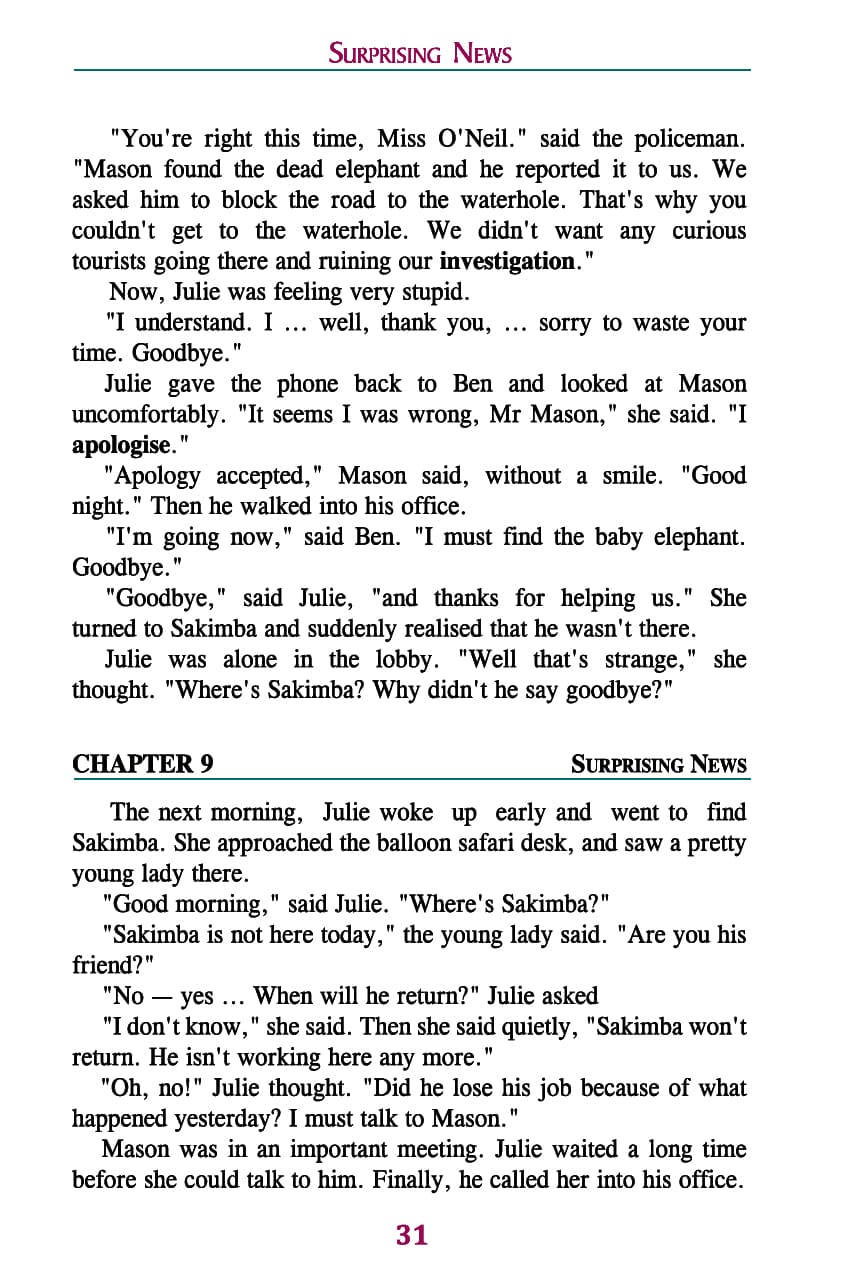 SURPRISING NEWS
"You're right this time, Miss O'Neil." said the policeman.
"Mason found the dead elephant and he reported it to us. We
asked him to block the road to the waterhole. That's why you
couldn't get to the waterhole. We didn't want any curious
tourists going there and ruining our investigation."
Now, Julie was feeling very stupid.
"I understand. I … well, thank you, … sorry to waste your
time. Goodbye."
Julie gave the phone back to Ben and looked at Mason
uncomfortably. "It seems I was wrong, Mr Mason," she said. "I
apologise."
"Apology accepted," Mason said, without a smile. "Good
night." Then he walked into his office.
"I'm going now," said Ben. "I must find the baby elephant.
Goodbye."
"Goodbye," said Julie, "and thanks for helping us." She
turned to Sakimba and suddenly realised that he wasn't there.
Julie was alone in the lobby. "Well that's strange," she
thought. "Where's Sakimba? Why didn't he say goodbye?"
CHAPTER 9 SURPRISING NEWS
The next morning, Julie woke up early and went to find
Sakimba. She approached the balloon safari desk, and saw a pretty
young lady there.
"Good morning," said Julie. "Where's Sakimba?"
"Sakimba is not here today," the young lady said. "Are you his
friend?"
"No — yes … When will he return?" Julie asked
"I don't know," she said. Then she said quietly, "Sakimba won't
return. He isn't working here any more."
"Oh, no!" Julie thought. "Did he lose his job because of what
happened yesterday? I must talk to Mason."
Mason was in an important meeting. Julie waited a long time
before she could talk to him. Finally, he called her into his office.
31